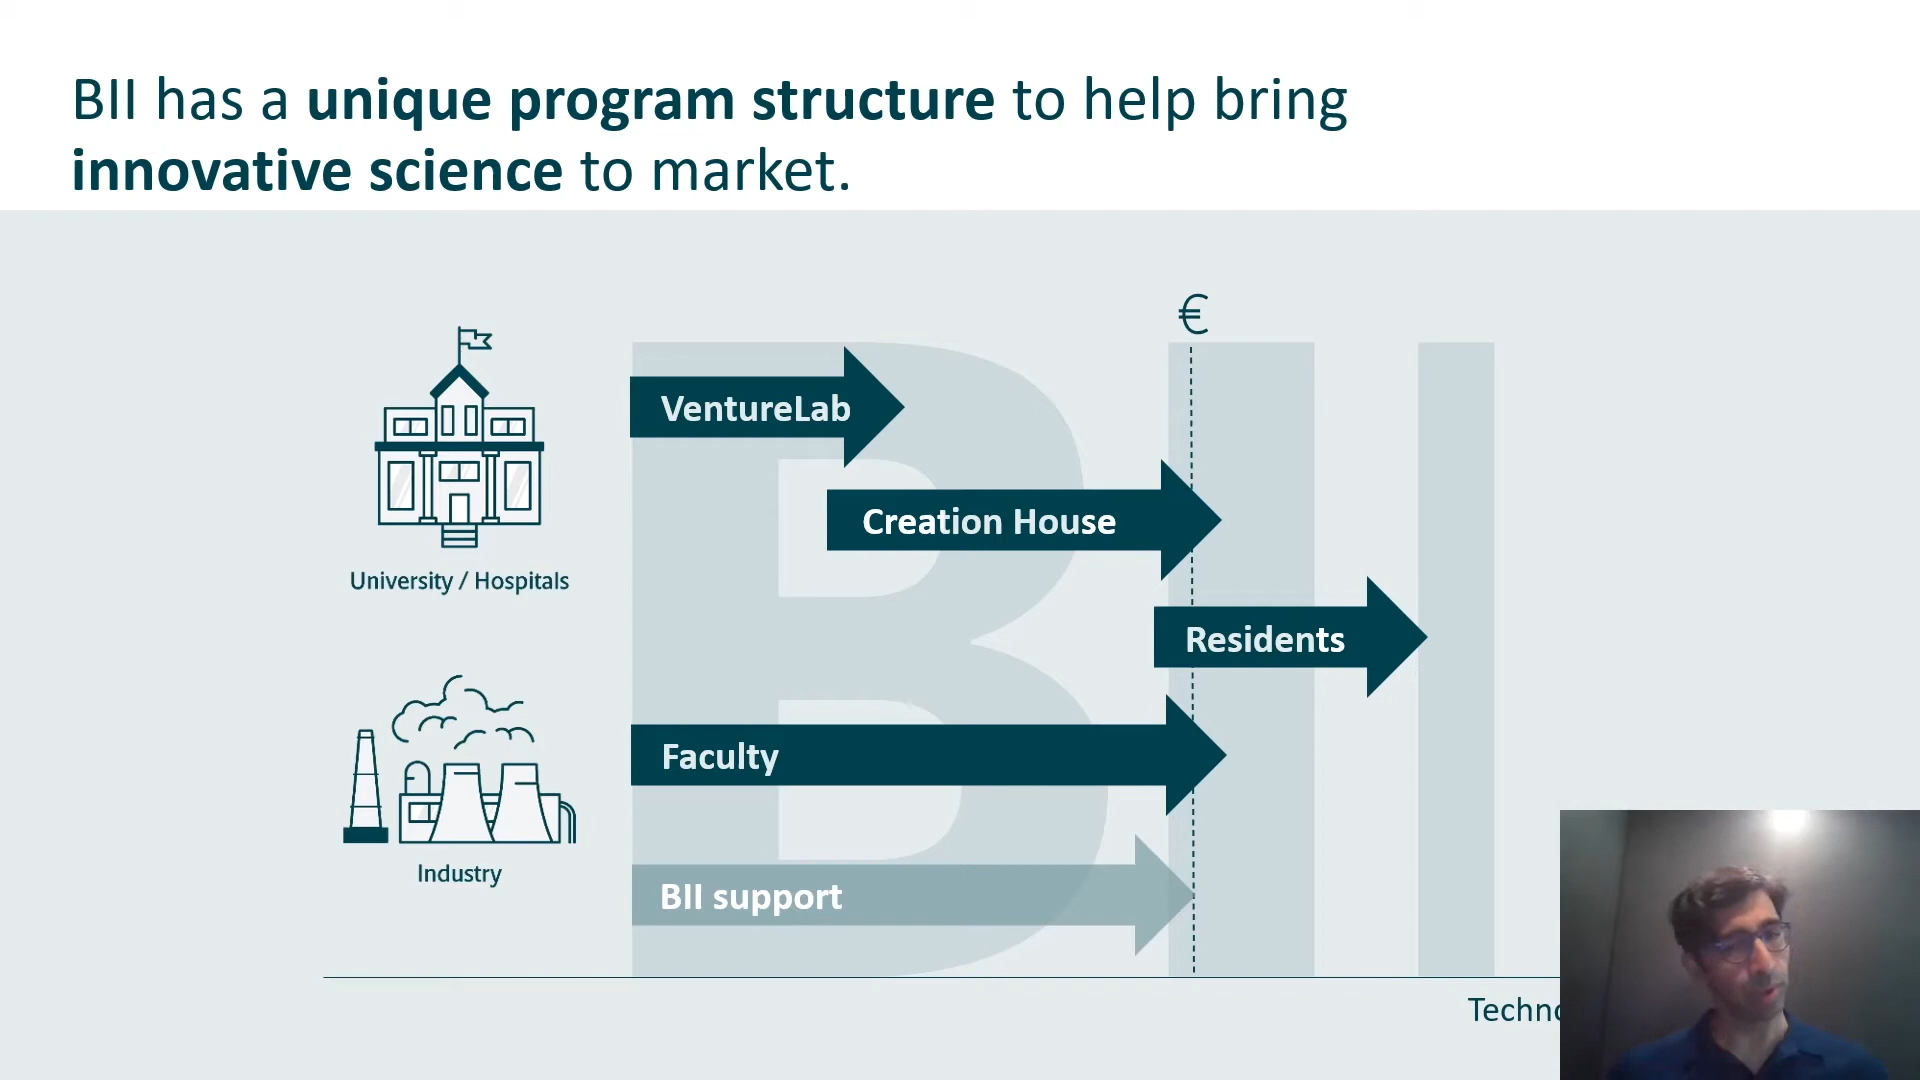 BII has a unique program structure to help bring
innovative science to market.
€
VentureLab
Creation House
University / Hospitals
Residents
Faculty
Industry
BII support
BII